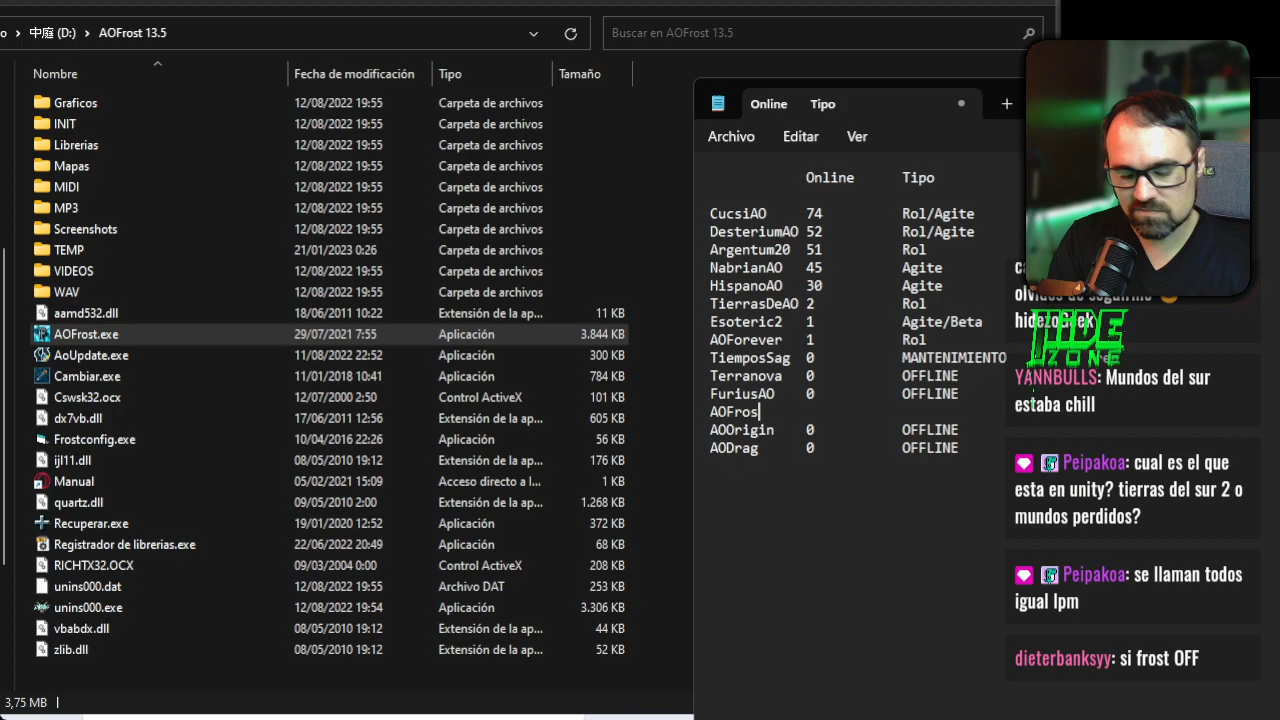 o > 中庭 (D:) > AOFrost 13.5
Buscar en AOFrost 13.5
Nombre Fecha de modificación Tipo Tamaño
Graficos 12/08/2022 19:55 Carpeta de archivos
INIT 12/08/2022 19:55 Carpeta de archivos
Librerias 12/08/2022 19:55 Carpeta de archivos
Mapas 12/08/2022 19:55 Carpeta de archivos
MIDI 12/08/2022 19:55 Carpeta de archivos
MP3 12/08/2022 19:55 Carpeta de archivos
Screenshots 12/08/2022 19:55 Carpeta de archivos
TEMP 21/01/2023 0:26 Carpeta de archivos
VIDEOS 12/08/2022 19:55 Carpeta de archivos
WAV 12/08/2022 19:55 Carpeta de archivos
aamd532.dll 18/06/2011 10:22 Extensión de la ap... 11 KB
AOFrost.exe 29/07/2021 7:55 Aplicación 3.844 KB
AoUpdate.exe 11/08/2022 22:52 Aplicación 300 KB
Cambiar.exe 11/01/2018 10:41 Aplicación 784 KB
Cswsk32.ocx 12/07/2000 2:50 Control ActiveX 101 KB
dx7vb.dll 17/06/2011 12:56 Extensión de la ap... 605 KB
Frostconfig.exe 10/04/2016 22:26 Aplicación 56 KB
ijl11.dll 08/05/2010 19:12 Extensión de la ap... 176 KB
Manual 05/02/2021 15:09 Acceso directo a l... 1 KB
quartz.dll 09/05/2010 2:00 Extensión de la ap... 1.268 KB
Recuperar.exe 19/01/2020 12:52 Aplicación 372 KB
Registrador de librerias.exe 22/06/2022 20:49 Aplicación 68 KB
RICHTX32.OCX 09/03/2004 0:00 Control ActiveX 208 KB
unins000.dat 12/08/2022 19:55 Archivo DAT 253 KB
unins000.exe 12/08/2022 19:54 Aplicación 3.306 KB
vbabdx.dll 08/05/2010 19:12 Extensión de la ap... 44 KB
zlib.dll 08/05/2010 19:12 Extensión de la ap... 52 KB
3,75 MB
Online Tipo
Archivo Editar Ver
Online Tipo
CucsiAO 74 Rol/Agite
DesteriumAO 52 Rol/Agite
Argentum20 51 Rol
NabrianAO 45 Agite
HispanoAO 30 Agite
TierrasDeAO 2 Rol
Esoteric2 1 Agite/Beta
AOForever 1 Rol
TiemposSag 0 MANTENIMIENTO
Terranova 0 OFFLINE
FuriusAO 0 OFFLINE
AOFros
AOOrigin 0 OFFLINE
AODrag 0 OFFLINE
HIDE
ZONE
YANNBULLS: Mundos del sur
estaba chill
Peipakoa: cual es el que
esta en unity? tierras del sur 2 o
mundos perdidos?
Peipakoa: se llaman todos
igual lpm
dieterbanksyy: si frost OFF